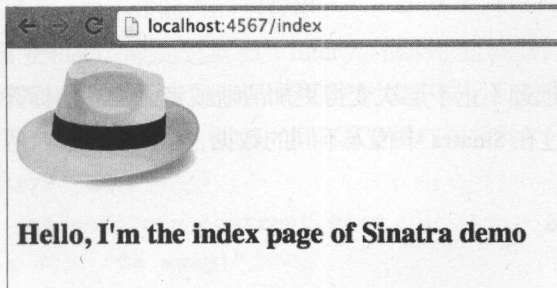 localhost:4567/index
Hello, I'm the index page of Sinatra demo